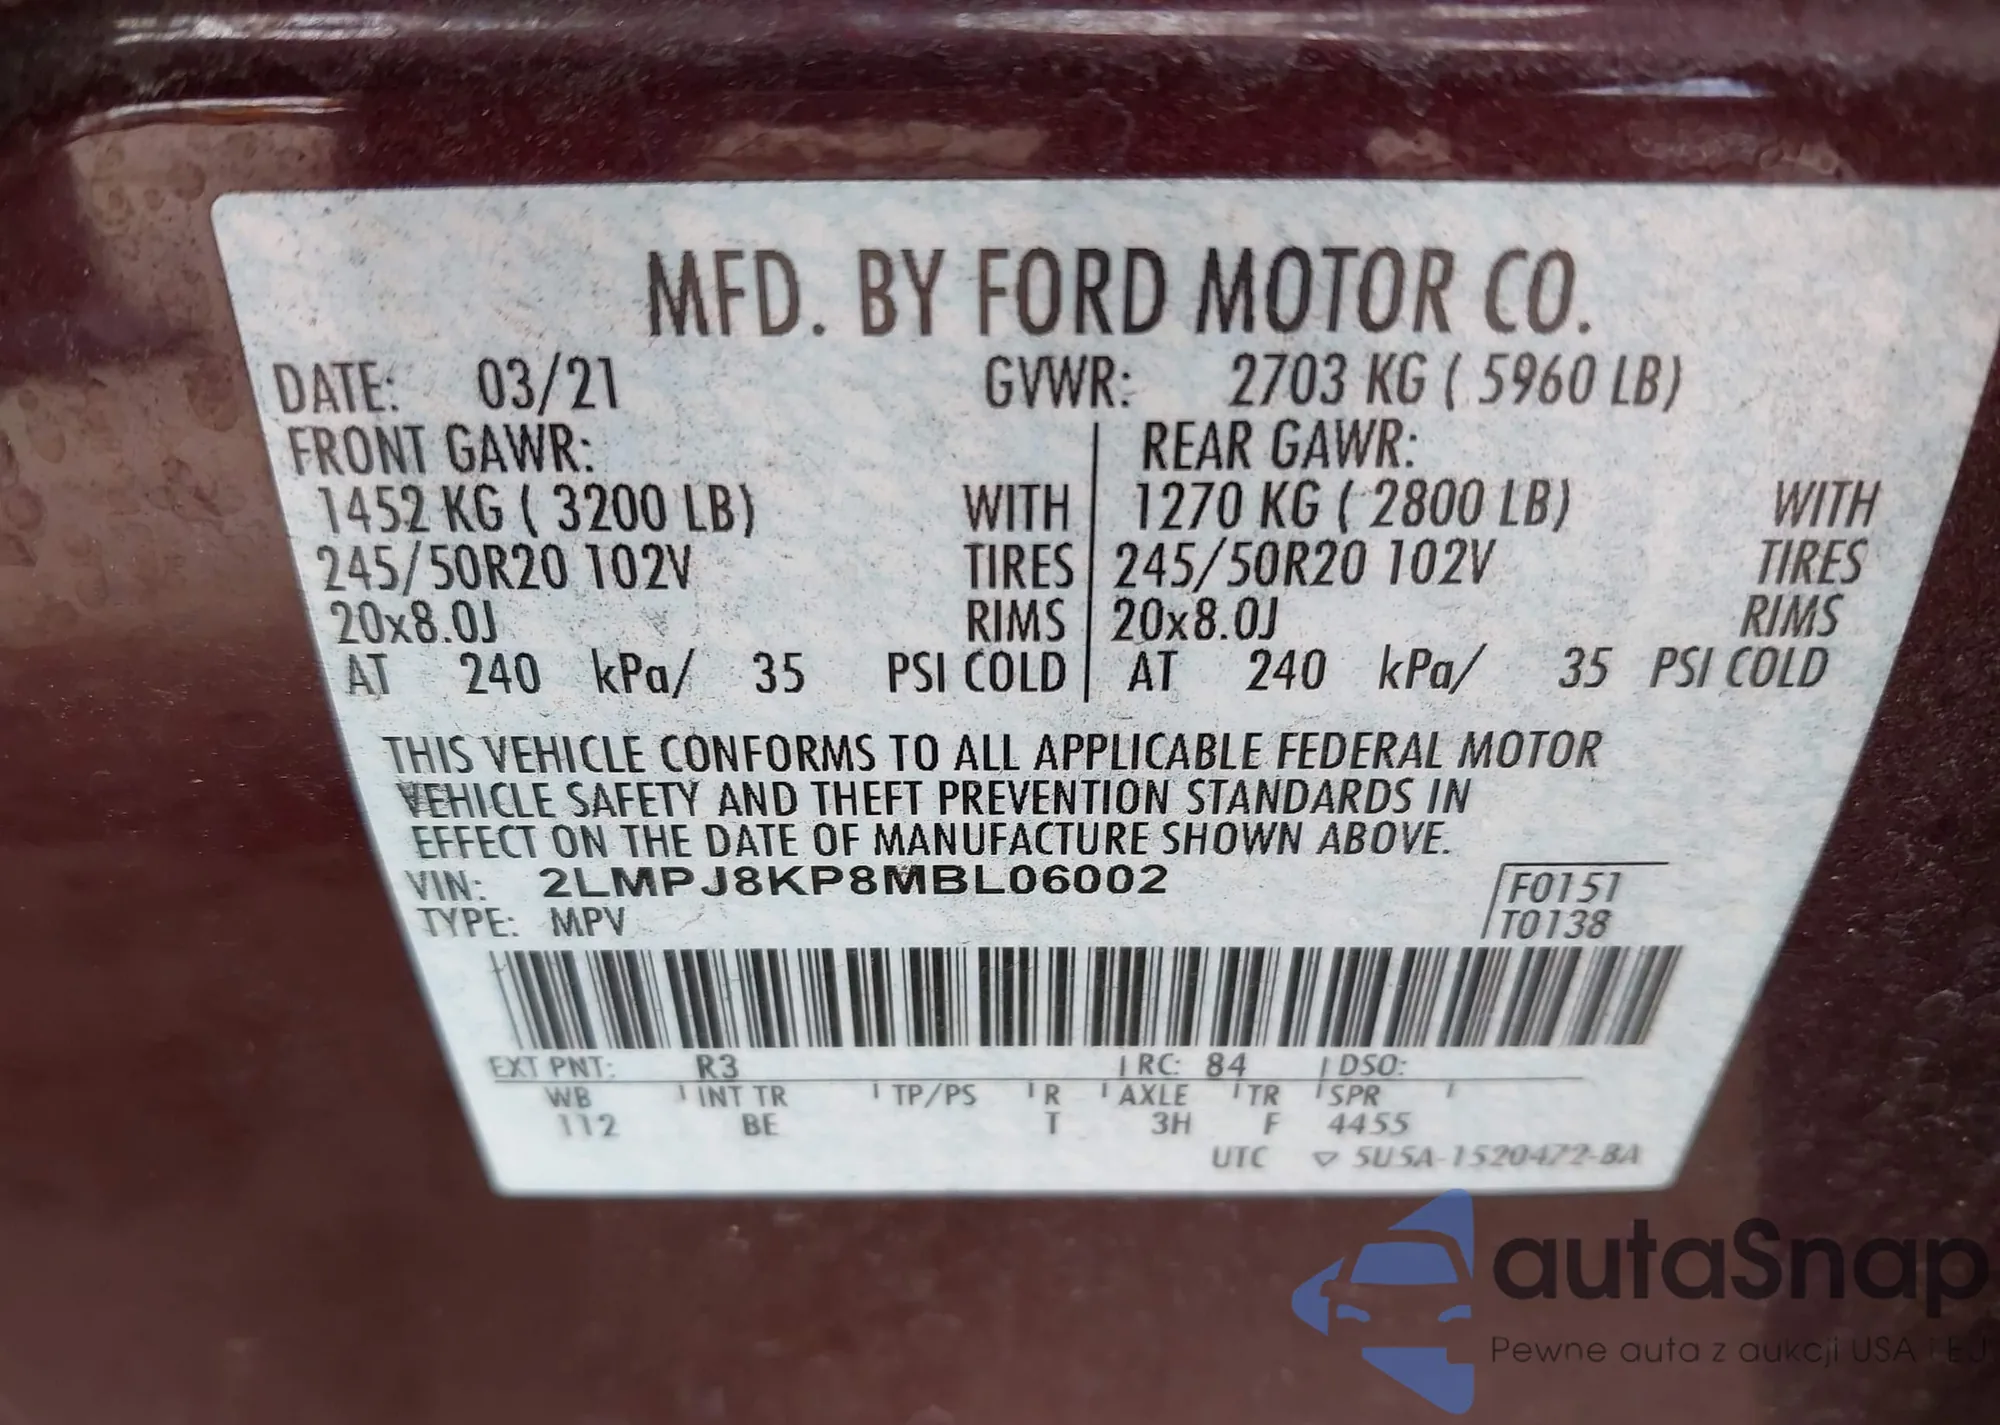 MFD. BY FORD MOTOR CO.
DATE: 03/21 GVWR: 2703 KG ( 5960 LB)
FRONT GAWR: REAR GAWR:
1452 KG ( 3200 LB) WITH 1270 KG ( 2800 LB) WITH
245/50R20 102V TIRES 245/50R20 102V TIRES
20x8.0J RIMS 20x8.0J RIMS
AT 240 kPa/ 35 PSI COLD AT 240 kPa/ 35 PSI COLD
THIS VEHICLE CONFORMS TO ALL APPLICABLE FEDERAL MOTOR
VEHICLE SAFETY AND THEFT PREVENTION STANDARDS IN
EFFECT ON THE DATE OF MANUFACTURE SHOWN ABOVE.
VIN: 2LMPJ8KP8MBL06002 F0151
TYPE: MPV T0138
EXT PNT: R3 RC: 84 DSO:
WB INT TR TP/PS R AXLE TR SPR
112 BE T 3H F 4455
UTC ▽ 5U5A-1520472-BA
autaSnap
Pewne auta z aukcji USA i EU